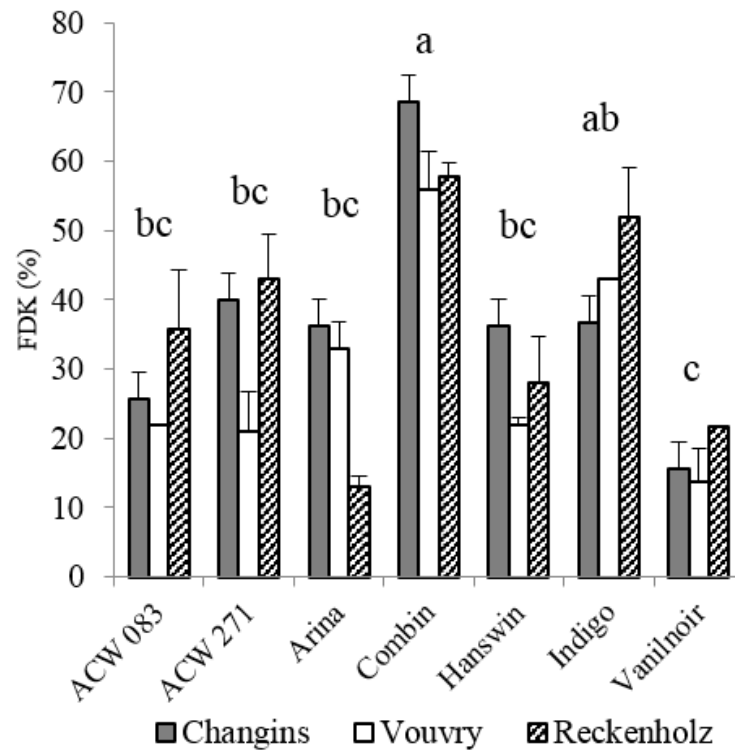 80
70
60
50
40
30
20
10
0
FDK (%)
bc
bc
bc
a
bc
ab
c
ACW 083
ACW 271
Arina
Combin
Hanswin
Indigo
Vanilnoir
Changins Vouvry Reckenholz